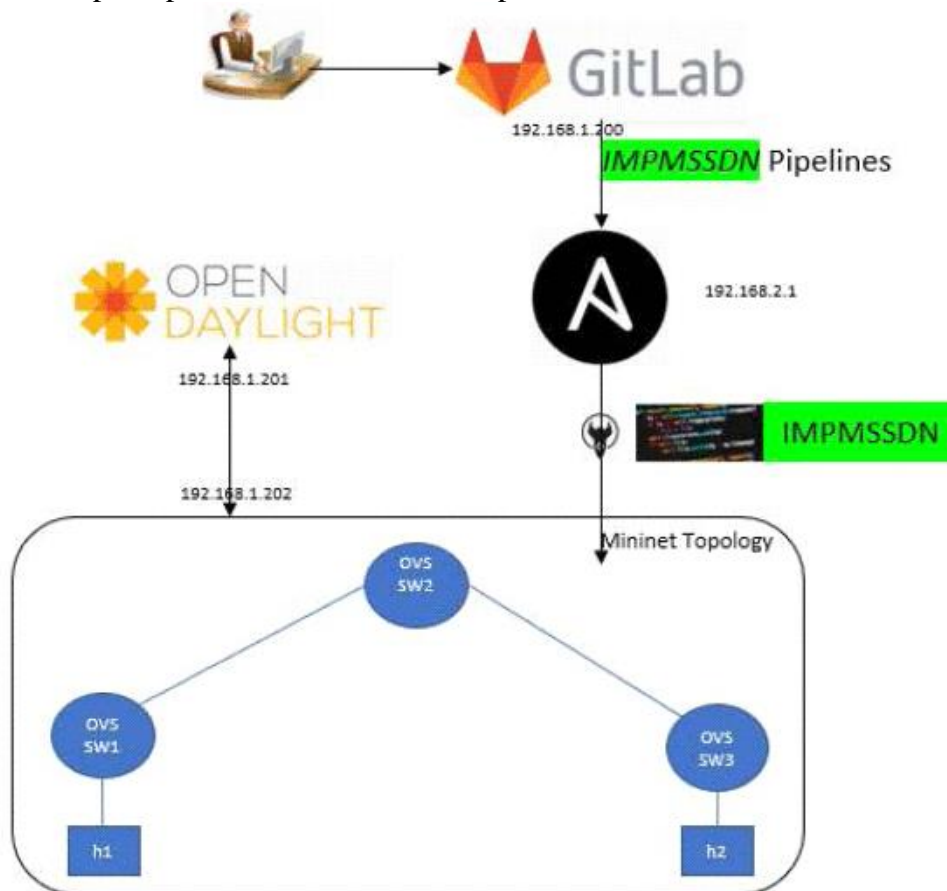 GitLab
192.168.1.200
IMPMSSDN Pipelines
OPEN
DAYLIGHT
192.168.2.1
192.168.1.201
IMPMSSDN
192.168.1.202
Mininet Topology
OVS
SW2
OVS
SW1
OVS
SW3
h1
h2